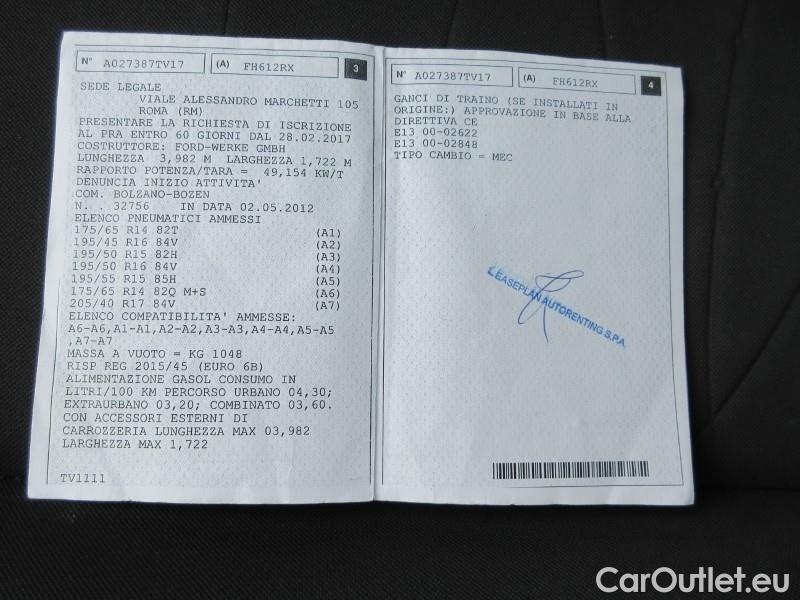 N° A027387TV17 (A) FH612RX 3
SEDE LEGALE
VIALE ALESSANDRO MARCHETTI 105
ROMA (RM)
PRESENTARE LA RICHIESTA DI ISCRIZIONE
AL PRA ENTRO 60 GIORNI DAL 28.02.2017
COSTRUTTORE: FORD-WERKE GMBH
LUNGHEZZA 3,982 M LARGHEZZA 1,722 M
RAPPORTO POTENZA/TARA = 49,154 KW/T
DENUNCIA INIZIO ATTIVITA'
COM. BOLZANO-BOZEN
N. . 32756 IN DATA 02.05.2012
ELENCO PNEUMATICI AMMESSI
175/65 R14 82T (A1)
195/45 R16 84V (A2)
195/50 R15 82H (A3)
195/50 R16 84V (A4)
195/55 R15 85H (A5)
175/65 R14 82Q M+S (A6)
205/40 R17 84V (A7)
ELENCO COMPATIBILITA' AMMESSE:
A6-A6,A1-A1,A2-A2,A3-A3,A4-A4,A5-A5
,A7-A7
MASSA A VUOTO = KG 1048
RISP REG 2015/45 (EURO 6B)
ALIMENTAZIONE GASOL CONSUMO IN
LITRI/100 KM PERCORSO URBANO 04,30;
EXTRAURBANO 03,20; COMBINATO 03,60.
CON ACCESSORI ESTERNI DI
CARROZZERIA LUNGHEZZA MAX 03,982
LARGHEZZA MAX 1,722
TV1111
N° A027387TV17 (A) FH612RX 4
GANCI DI TRAINO (SE INSTALLATI IN
ORIGINE:) APPROVAZIONE IN BASE ALLA
DIRETTIVA CE
E13 00-02622
E13 00-02848
TIPO CAMBIO = MEC
LEASEPLAN AUTORENTING S.P.A.
CarOutlet.eu